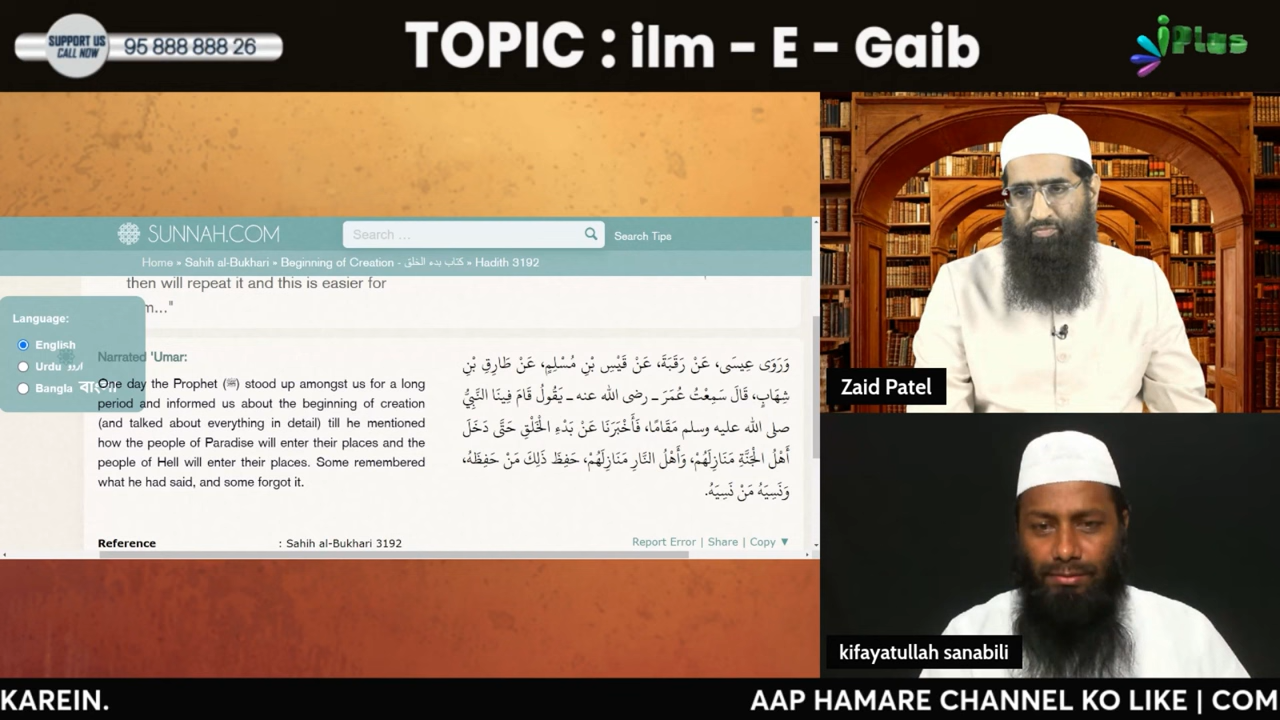 SUPPORT US
CALL NOW
95 888 888 26
TOPIC : ilm – E – Gaib
iPlus
SUNNAH.COM
Search ...
Search Tips
Home » Sahih al-Bukhari » Beginning of Creation - كتاب بدء الخلق » Hadith 3192
then will repeat it and this is easier for
m..."
Language:
English
Urdu اردو
Bangla বাংলা
Narrated 'Umar:
One day the Prophet (ﷺ) stood up amongst us for a long
period and informed us about the beginning of creation
(and talked about everything in detail) till he mentioned
how the people of Paradise will enter their places and the
people of Hell will enter their places. Some remembered
what he had said, and some forgot it.
وَرَوَى عِيسَى، عَنْ رَقَبَةَ، عَنْ قَيْسِ بْنِ مُسْلِمٍ، عَنْ طَارِقِ بْنِ
شِهَابٍ، قَالَ سَمِعْتُ عُمَرَ ـ رضى الله عنه ـ يَقُولُ قَامَ فِينَا النَّبِيُّ
صلى الله عليه وسلم مَقَامًا، فَأَخْبَرَنَا عَنْ بَدْءِ الْخَلْقِ حَتَّى دَخَلَ
أَهْلُ الْجَنَّةِ مَنَازِلَهُمْ، وَأَهْلُ النَّارِ مَنَازِلَهُمْ، حَفِظَ ذَلِكَ مَنْ حَفِظَهُ،
وَنَسِيَهُ مَنْ نَسِيَهُ.
Reference : Sahih al-Bukhari 3192
Report Error | Share | Copy ▼
Zaid Patel
kifayatullah sanabili
KAREIN. AAP HAMARE CHANNEL KO LIKE | COM